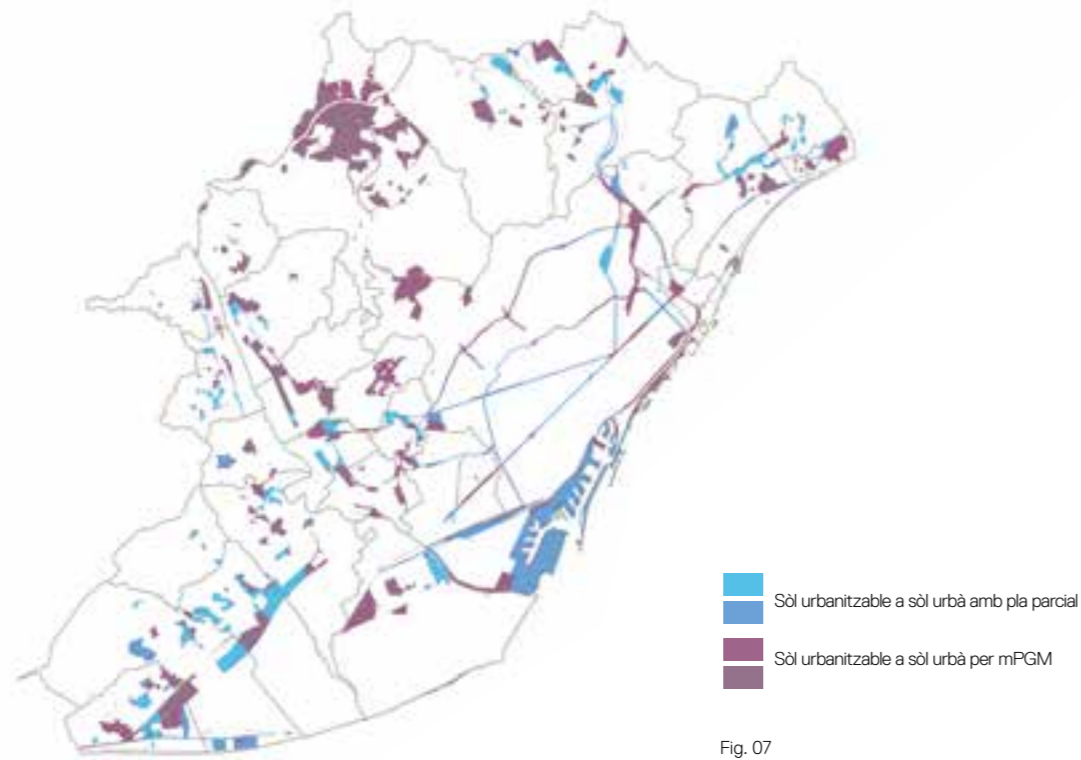 Sòl urbanitzable a sòl urbà amb pla parcial
Sòl urbanitzable a sòl urbà per mPGM
Fig. 07